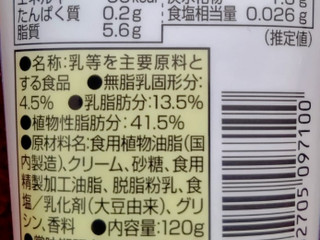 たんぱく質 0.2g
食塩相当量 0.026g
脂質 5.6g
(推定値)
●名称:乳等を主要原料と
する食品 ●無脂乳固形分:
4.5% ●乳脂肪分:13.5%
●植物性脂肪分:41.5%
●原材料名:食用植物油脂(国
内製造)、クリーム、砂糖、食用
精製加工油脂、脱脂粉乳、食
塩/乳化剤(大豆由来)、グリ
シン、香料 ●内容量:120g
27051097100